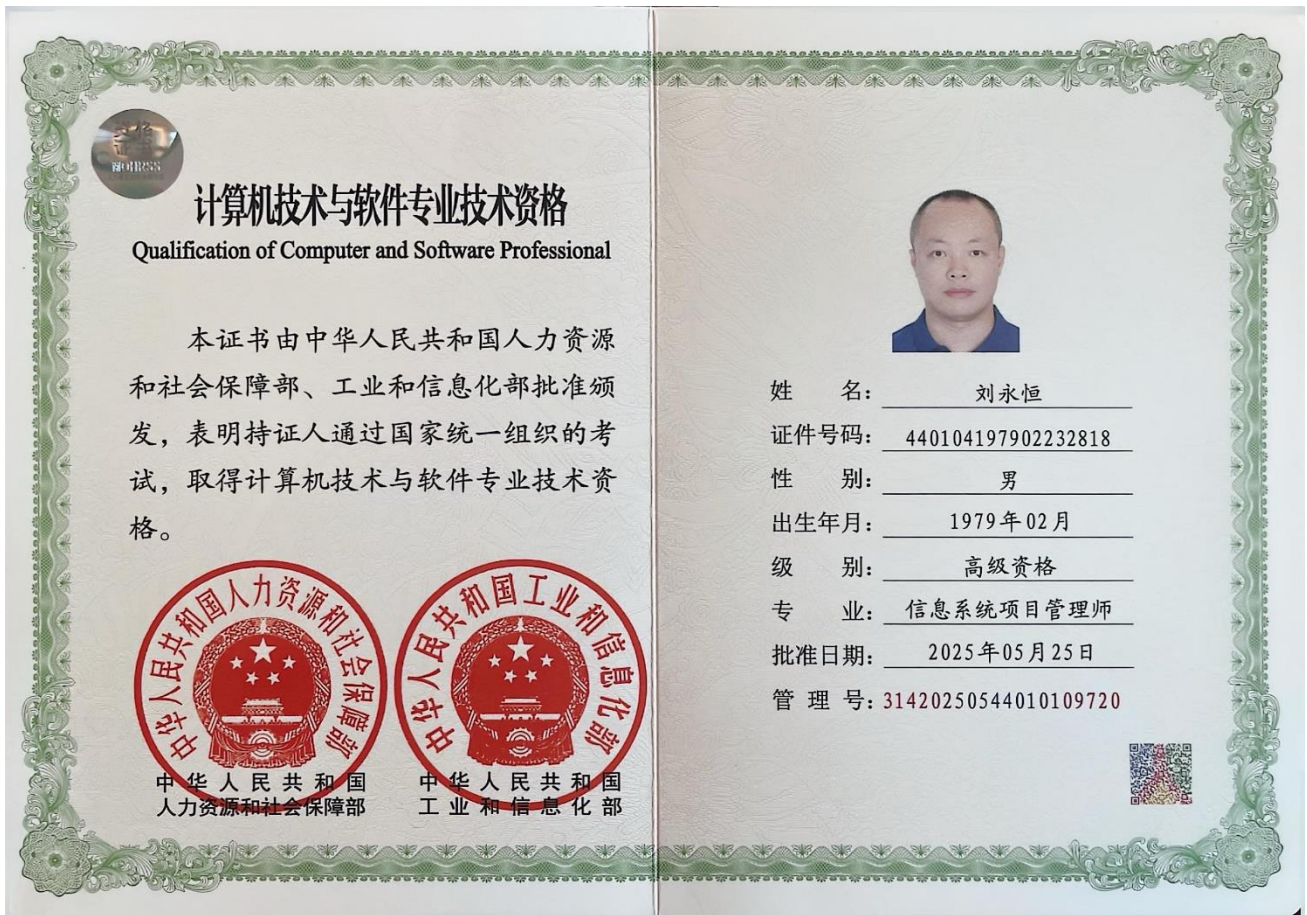 资格
证书
MOHRSS
计算机技术与软件专业技术资格
Qualification of Computer and Software Professional
本证书由中华人民共和国人力资源
和社会保障部、工业和信息化部批准颁
发，表明持证人通过国家统一组织的考
试，取得计算机技术与软件专业技术资
格。
中华人民共和国人力资源和社会保障部
中华人民共和国工业和信息化部
中华人民共和国
人力资源和社会保障部
中华人民共和国
工业和信息化部
姓 名：刘永恒
证件号码：440104197902232818
性 别：男
出生年月：1979年02月
级 别：高级资格
专 业：信息系统项目管理师
批准日期：2025年05月25日
管 理 号：31420250544010109720